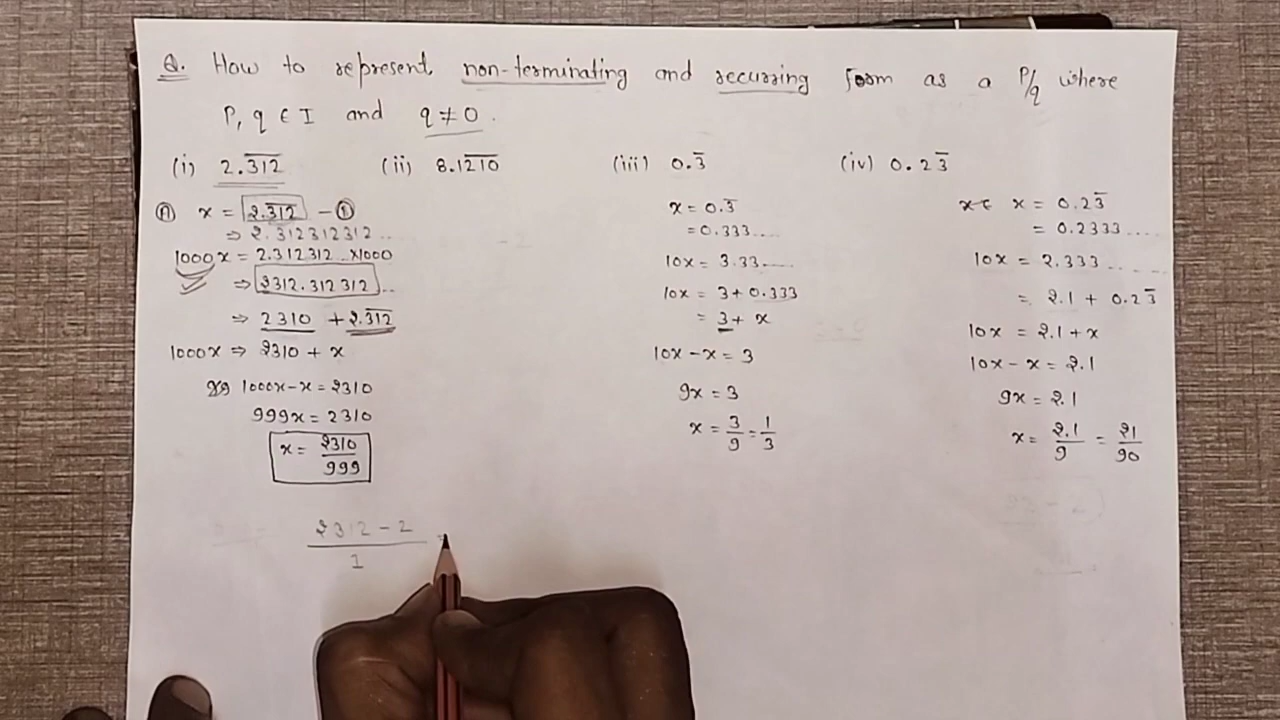 Q. How to represent non-terminating and recurring form as a P/q where
P, q ∈ I and q ≠ 0.
(i) 2.3̅1̅2̅ (ii) 8.12̅1̅0̅ (iii) 0.3̅ (iv) 0.23̅
(A) x = 2.3̅1̅2̅ - ①
⇒ 2.312312312..
1000x = 2.312312..x1000
⇒ 2312.312312..
⇒ 2310 + 2.3̅1̅2̅
1000x ⇒ 2310 + x
1000x - x = 2310
999x = 2310
x = 2310/999
2312 - 2
1
x = 0.3̅
= 0.333....
10x = 3.33.....
10x = 3 + 0.333
= 3 + x
10x - x = 3
9x = 3
x = 3/9 = 1/3
x = 0.23̅
= 0.2333....
10x = 2.333.. ....
= 2.1 + 0.23̅
10x = 2.1 + x
10x - x = 2.1
9x = 2.1
x = 2.1/9 = 21/90